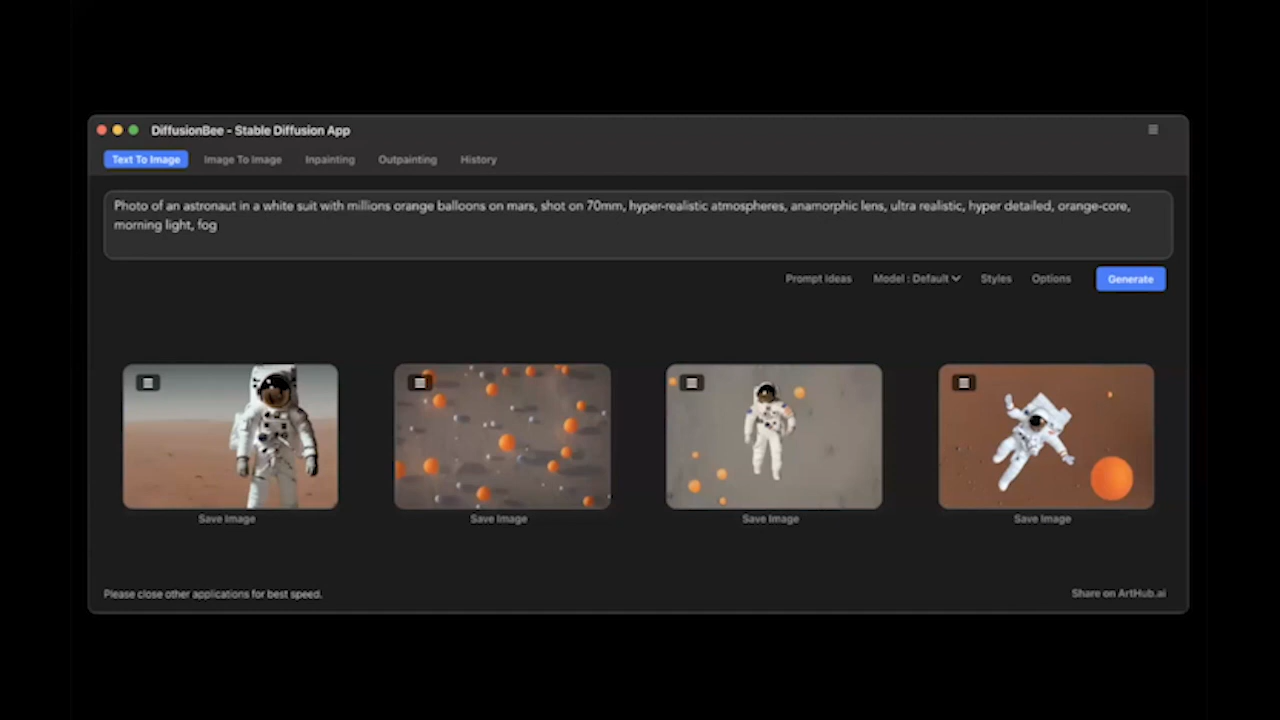 DiffusionBee - Stable Diffusion App
Text To Image Image To Image Inpainting Outpainting History
Photo of an astronaut in a white suit with millions orange balloons on mars, shot on 70mm, hyper-realistic atmospheres, anamorphic lens, ultra realistic, hyper detailed, orange-core,
morning light, fog
Prompt Ideas Model : Default Styles Options Generate
Save Image Save Image Save Image Save Image
Please close other applications for best speed. Share on ArtHub.ai